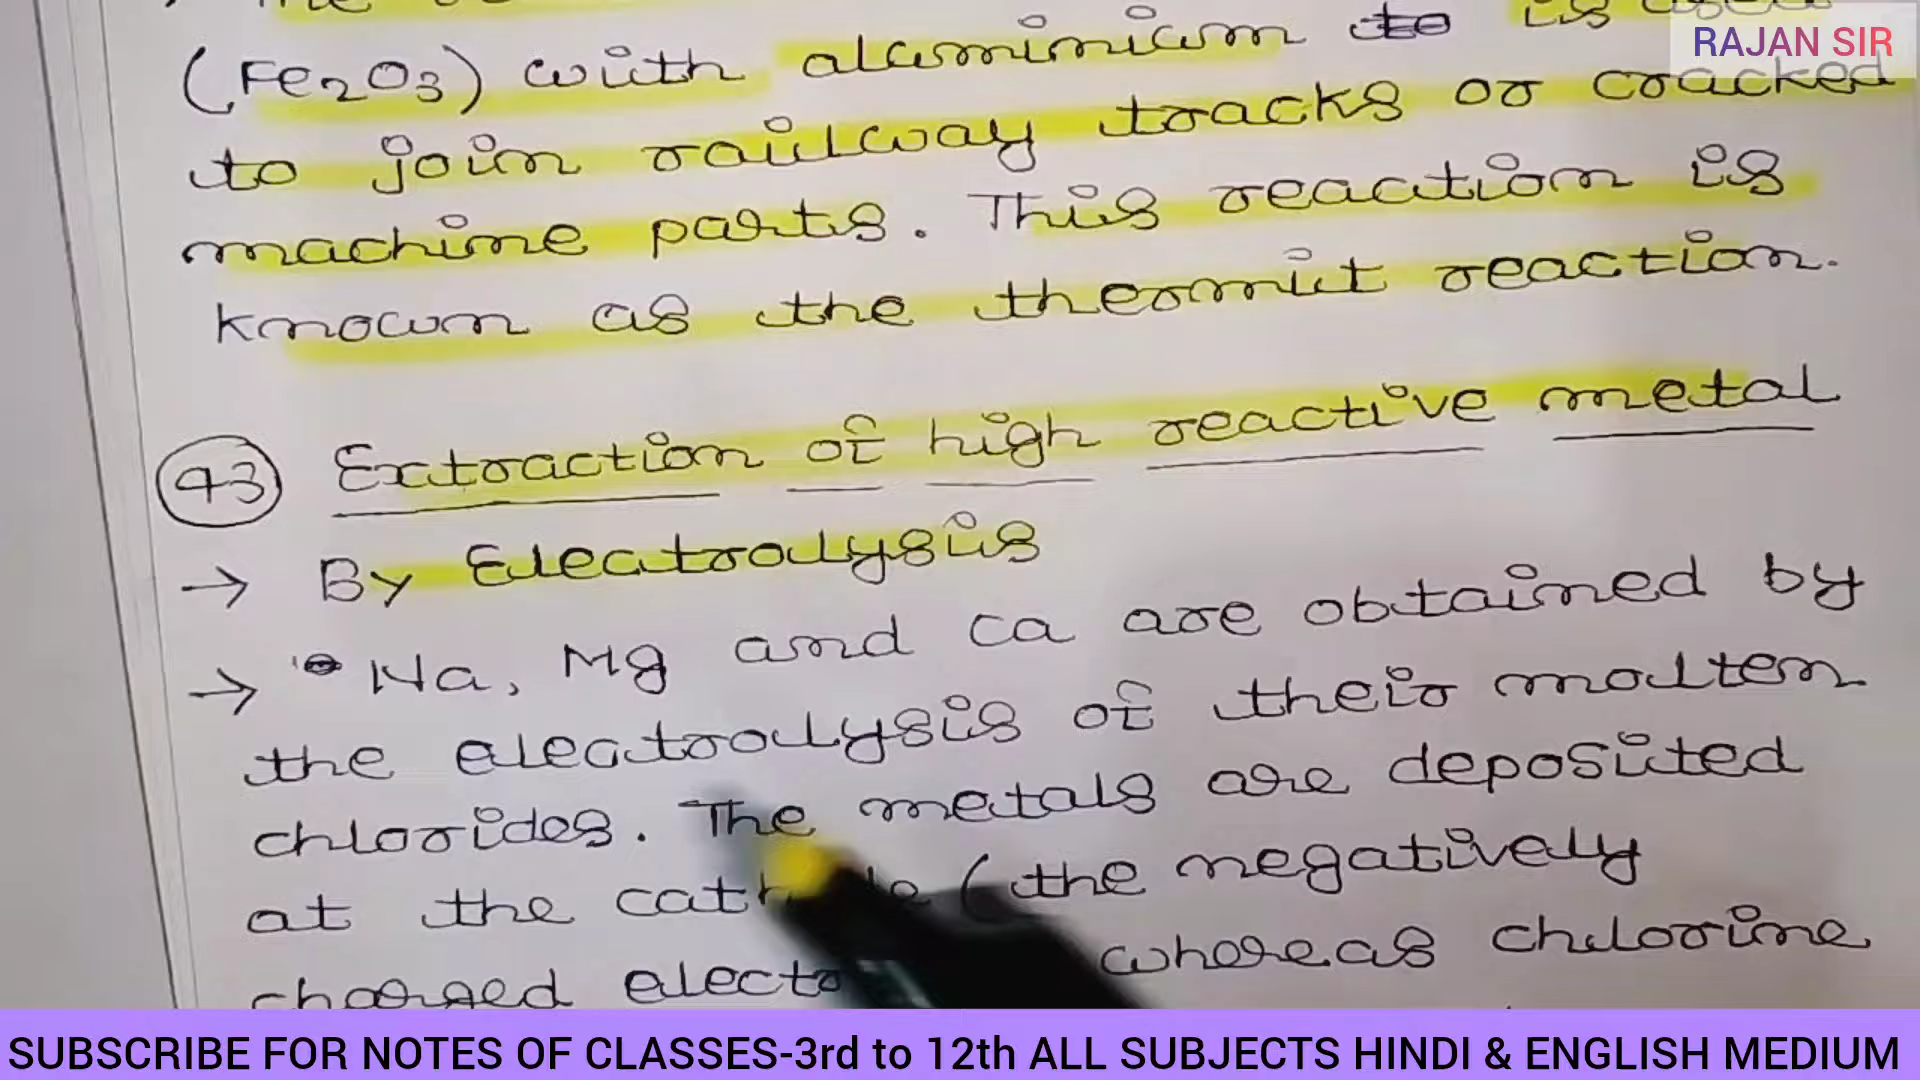 The
(Fe2O3) with aluminium to is used
RAJAN SIR
to join railway tracks or cracked
machine parts. This reaction is
known as the thermit reaction.
43 Extraction of high reactive metal
→ By Electrolysis
→ Na, Mg and Ca are obtained by
the electrolysis of their molten
chlorides. The metals are deposited
at the (the negatively
charged whereas chlorine
SUBSCRIBE FOR NOTES OF CLASSES-3rd to 12th ALL SUBJECTS HINDI & ENGLISH MEDIUM